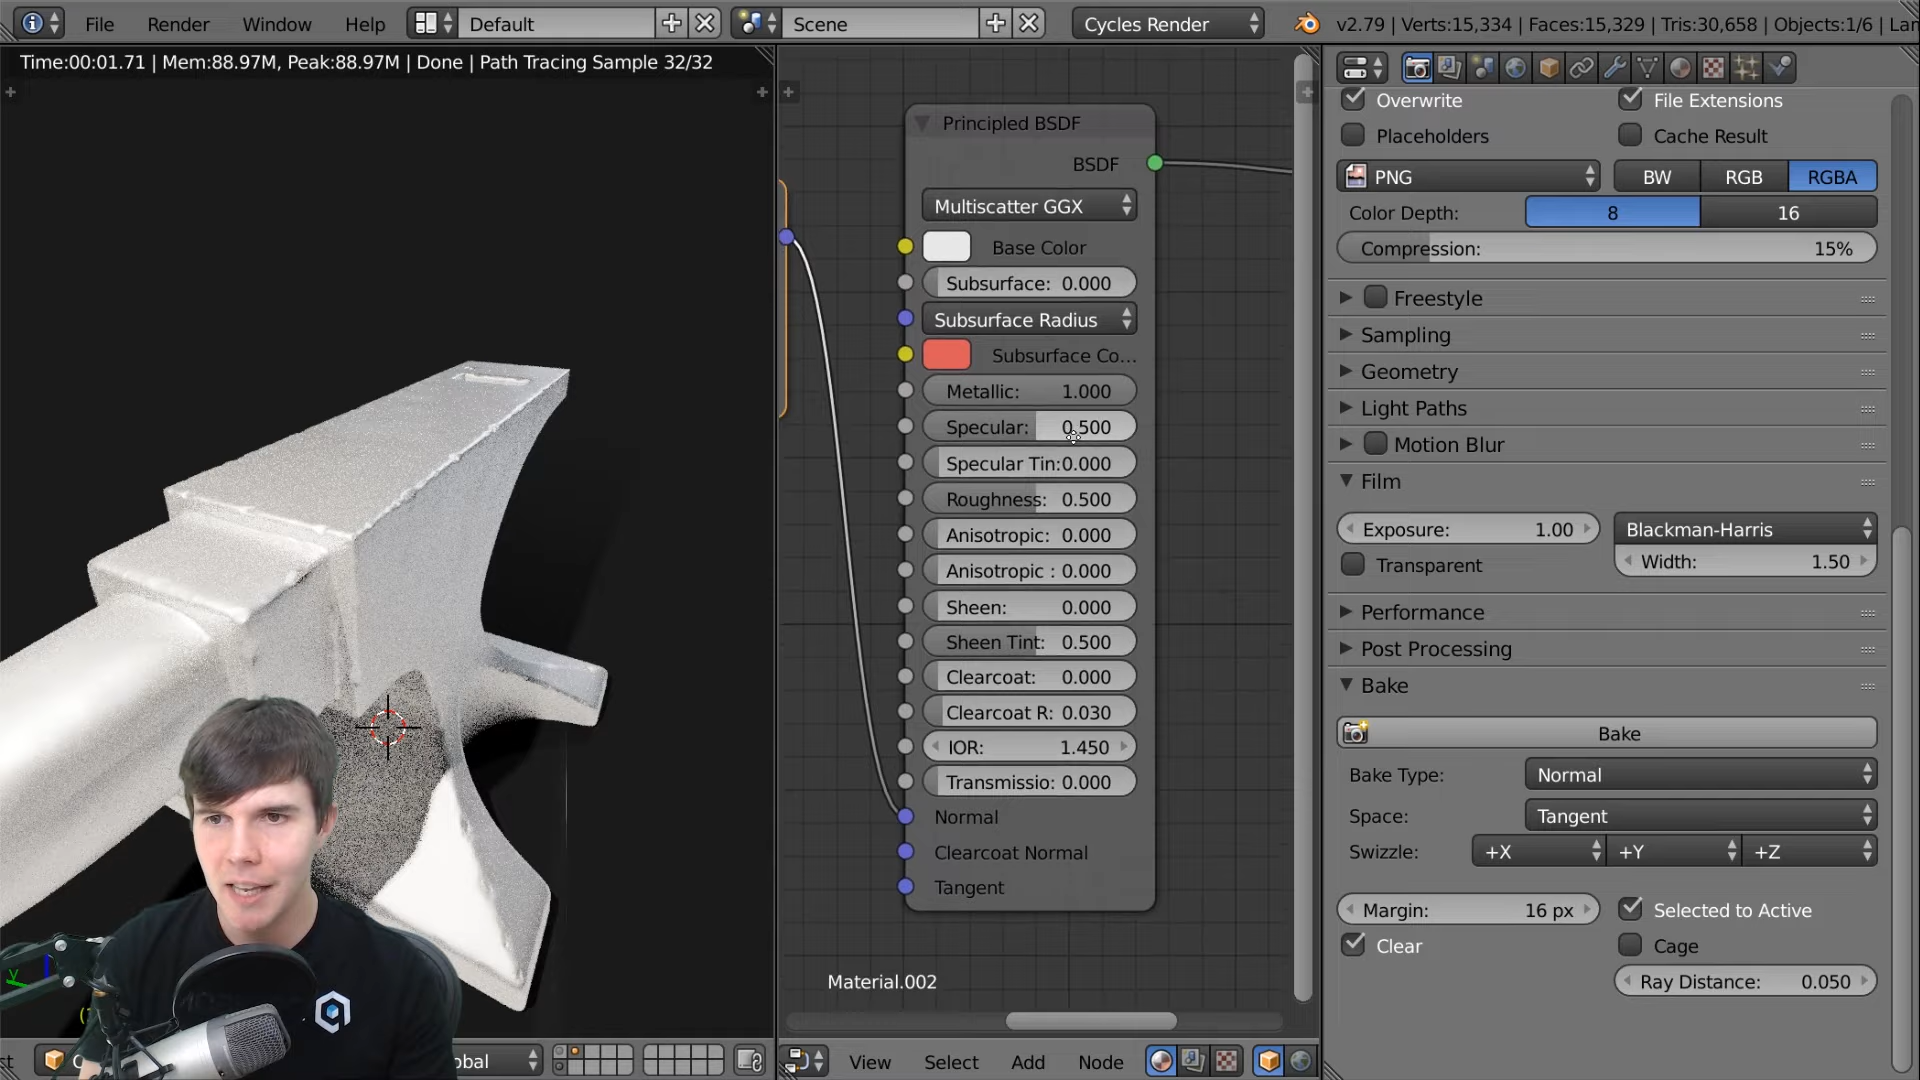 File Render Window Help Default Scene Cycles Render v2.79 | Verts:15,334 | Faces:15,329 | Tris:30,658 | Objects:1/6 | Lar
Time:00:01.71 | Mem:88.97M, Peak:88.97M | Done | Path Tracing Sample 32/32
Principled BSDF
BSDF
Multiscatter GGX
Base Color
Subsurface: 0.000
Subsurface Radius
Subsurface Co...
Metallic: 1.000
Specular: 0.500
Specular Tin:0.000
Roughness: 0.500
Anisotropic: 0.000
Anisotropic : 0.000
Sheen: 0.000
Sheen Tint: 0.500
Clearcoat: 0.000
Clearcoat R: 0.030
IOR: 1.450
Transmissio: 0.000
Normal
Clearcoat Normal
Tangent
Material.002
View Select Add Node
Overwrite File Extensions
Placeholders Cache Result
PNG BW RGB RGBA
Color Depth: 8 16
Compression: 15%
Freestyle
Sampling
Geometry
Light Paths
Motion Blur
Film
Exposure: 1.00 Blackman-Harris
Transparent Width: 1.50
Performance
Post Processing
Bake
Bake
Bake Type: Normal
Space: Tangent
Swizzle: +X +Y +Z
Margin: 16 px Selected to Active
Clear Cage
Ray Distance: 0.050
y
obal